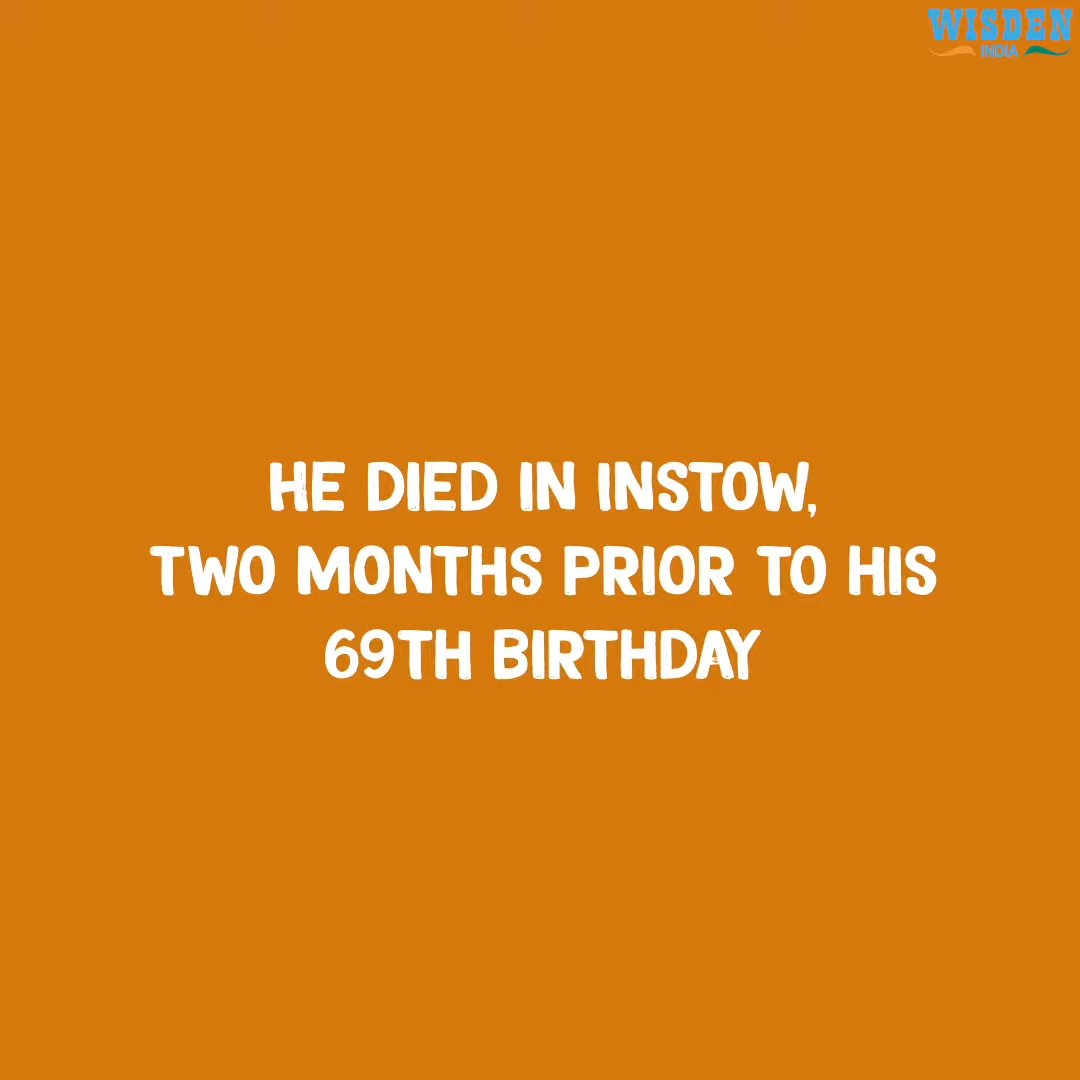 WISDEN
INDIA
HE DIED IN INSTOW,
TWO MONTHS PRIOR TO HIS
69TH BIRTHDAY